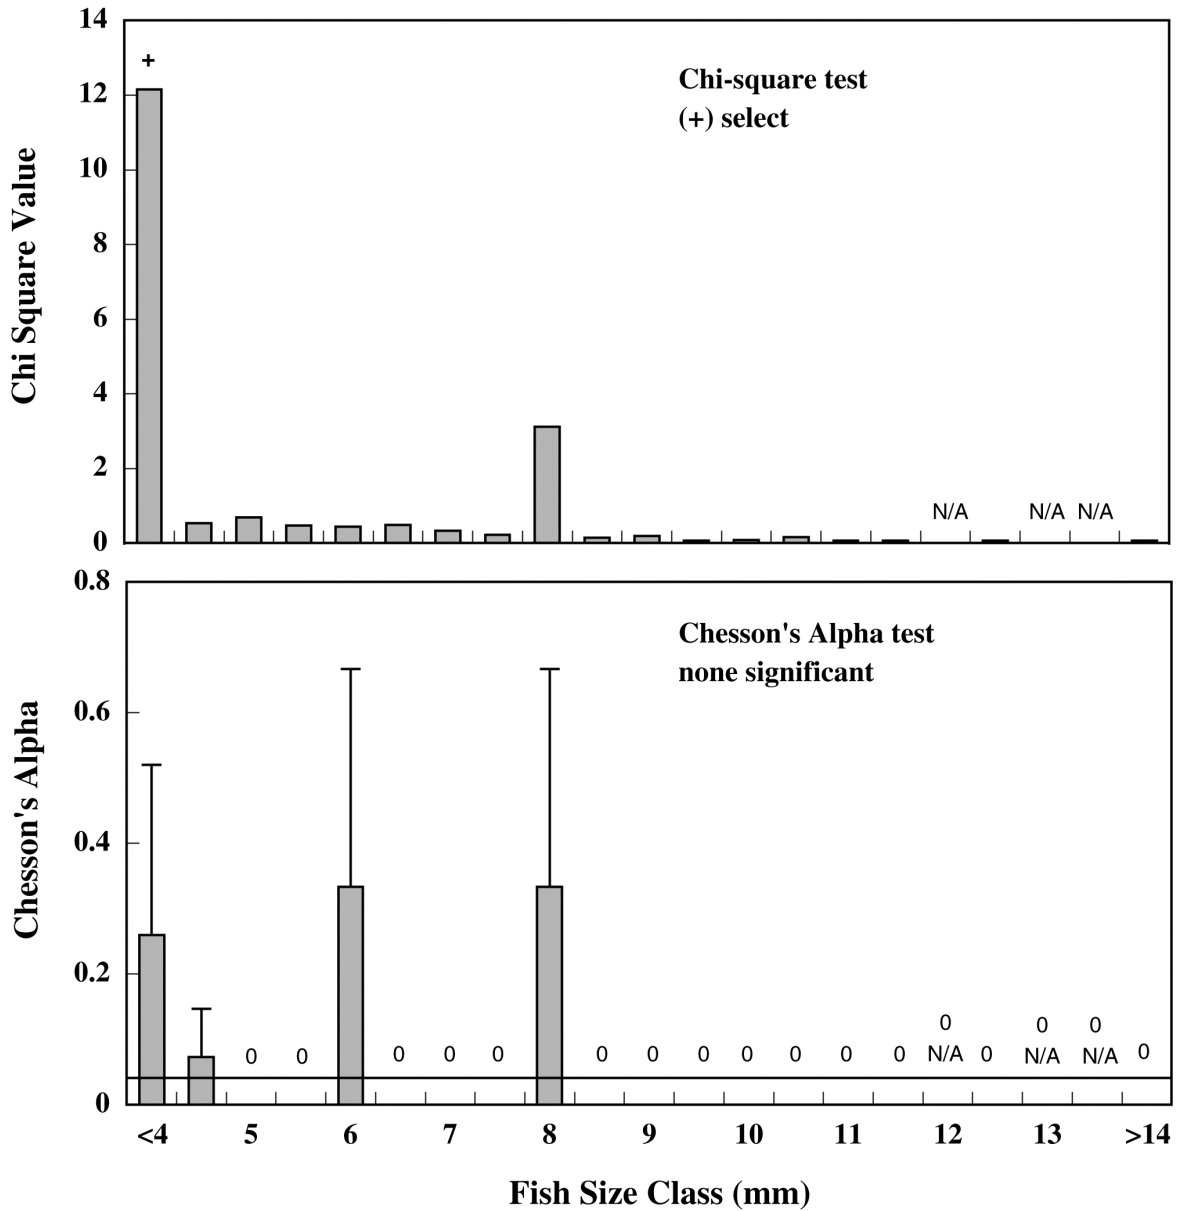 14
12
10
8
6
4
2
0
Chi Square Value
+
Chi-square test
(+) select
N/A N/A N/A
0.8
0.6
0.4
0.2
0
Chesson's Alpha
Chesson's Alpha test
none significant
0 0 0
0 0 0 0 0 0 0 0 0 0 0 0 N/A 0 N/A N/A 0
<4 5 6 7 8 9 10 11 12 13 >14
Fish Size Class (mm)